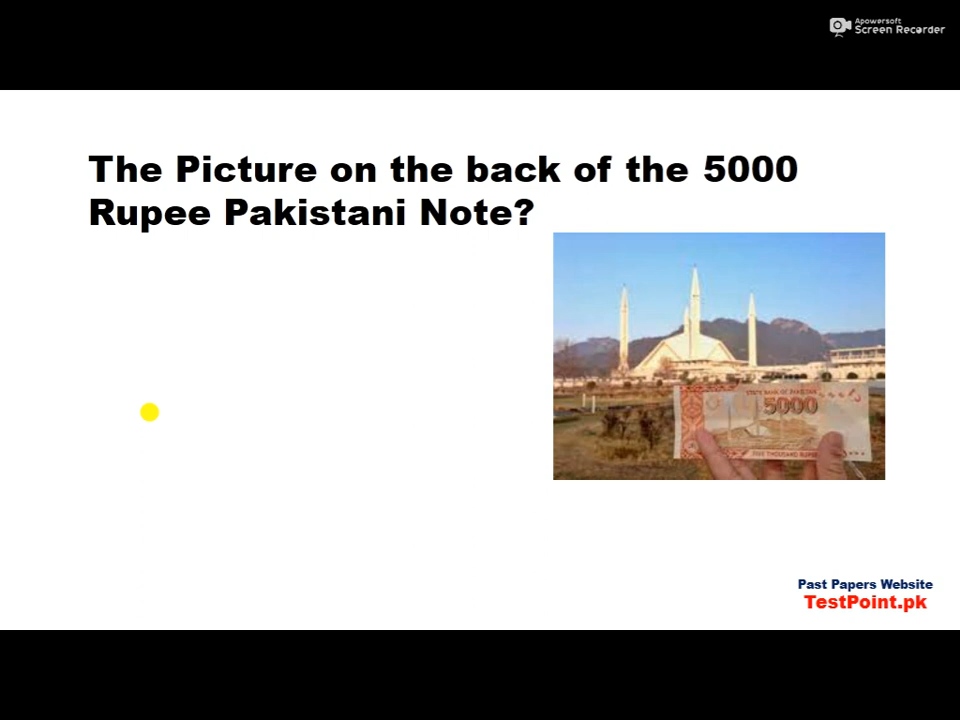 Apowersoft
Screen Recorder
The Picture on the back of the 5000
Rupee Pakistani Note?
STATE BANK OF PAKISTAN
5000
FIVE THOUSAND RUPEES
Past Papers Website
TestPoint.pk